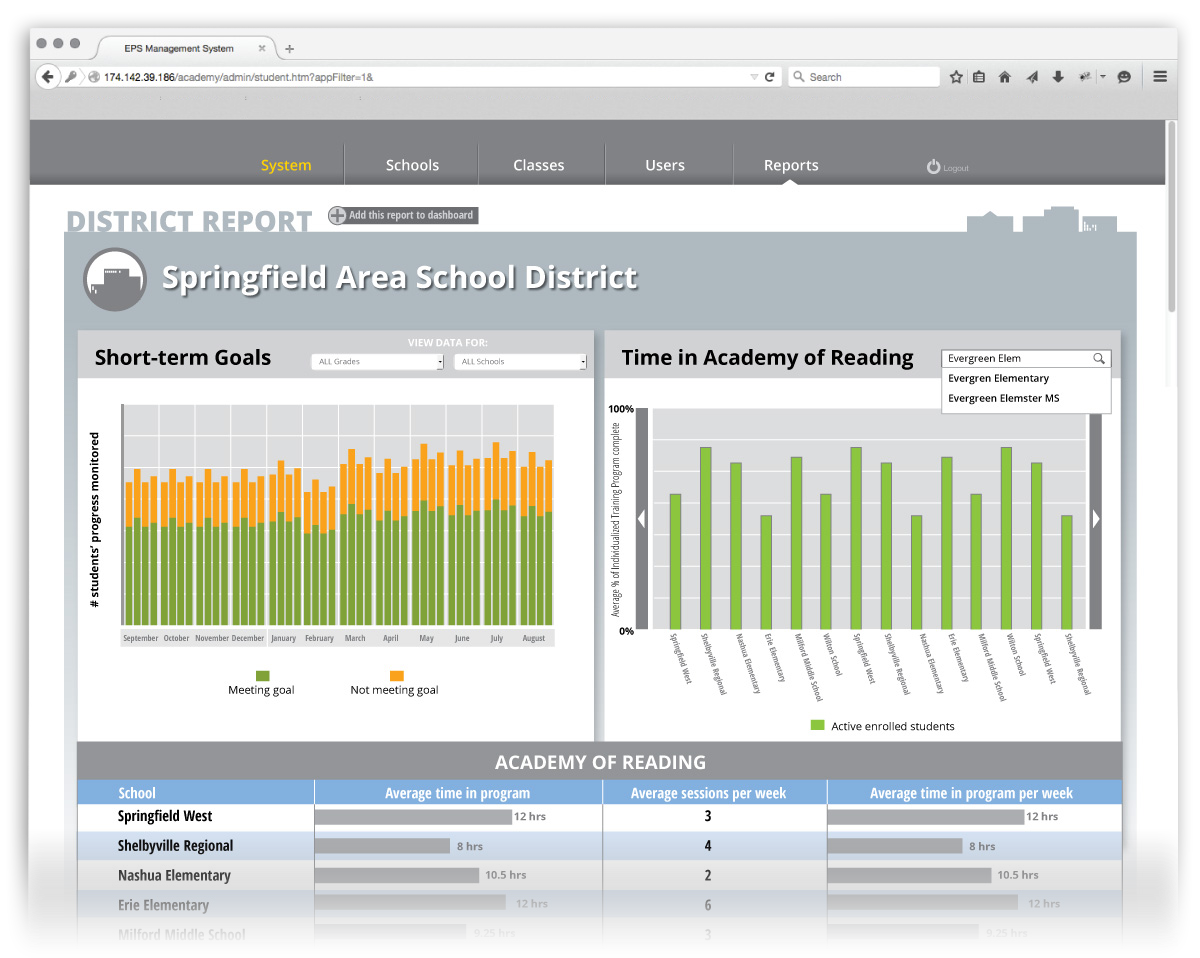 EPS Management System
174.142.39.186/academy/admin/student.htm?appFilter=1&
Search
System
Schools
Classes
Users
Reports
Logout
DISTRICT REPORT
Add this report to dashboard
Springfield Area School District
Short-term Goals
VIEW DATA FOR:
ALL Grades
ALL Schools
# students' progress monitored
September October November December January February March April May June July August
Meeting goal
Not meeting goal
Time in Academy of Reading
Evergreen Elem
Evergren Elementary
Evergreen Elemster MS
100%
Average % of Individualized Training Program complete
0%
Springfield West
Shelbyville Regional
Nashua Elementary
Erie Elementary
Milford Middle School
Wilton School
Springfield West
Shelbyville Regional
Nashua Elementary
Erie Elementary
Milford Middle School
Wilton School
Springfield West
Shelbyville Regional
Active enrolled students
ACADEMY OF READING
School Average time in program Average sessions per week Average time in program per week
Springfield West 12 hrs 3 12 hrs
Shelbyville Regional 8 hrs 4 8 hrs
Nashua Elementary 10.5 hrs 2 10.5 hrs
Erie Elementary 12 hrs 6 12 hrs
Milford Middle School 9.25 hrs 3 9.25 hrs